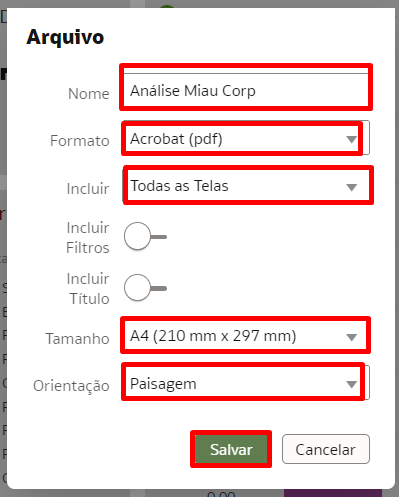 Arquivo
Nome
Análise Miau Corp
Formato
Acrobat (pdf)
Incluir
Todas as Telas
Incluir
Filtros
Incluir
Título
Tamanho
A4 (210 mm x 297 mm)
Orientação
Paisagem
Salvar
Cancelar